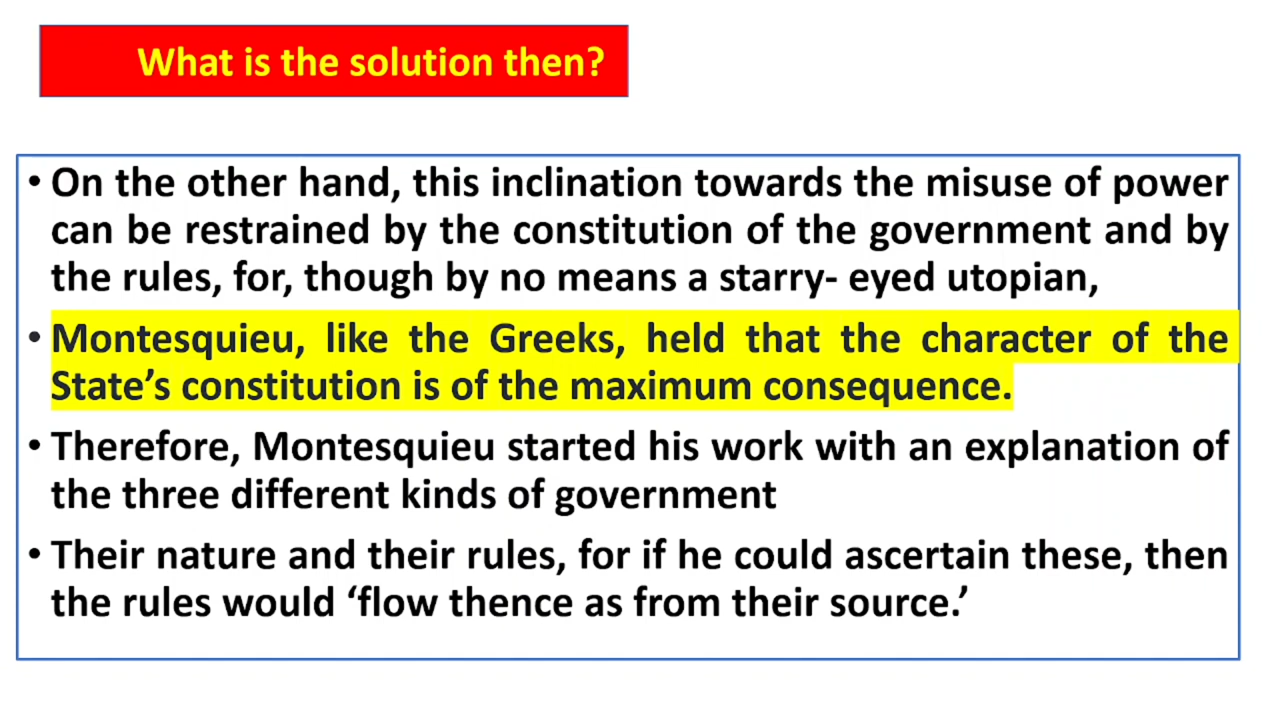 What is the solution then?
• On the other hand, this inclination towards the misuse of power
can be restrained by the constitution of the government and by
the rules, for, though by no means a starry- eyed utopian,
• Montesquieu, like the Greeks, held that the character of the
State’s constitution is of the maximum consequence.
• Therefore, Montesquieu started his work with an explanation of
the three different kinds of government
• Their nature and their rules, for if he could ascertain these, then
the rules would ‘flow thence as from their source.’